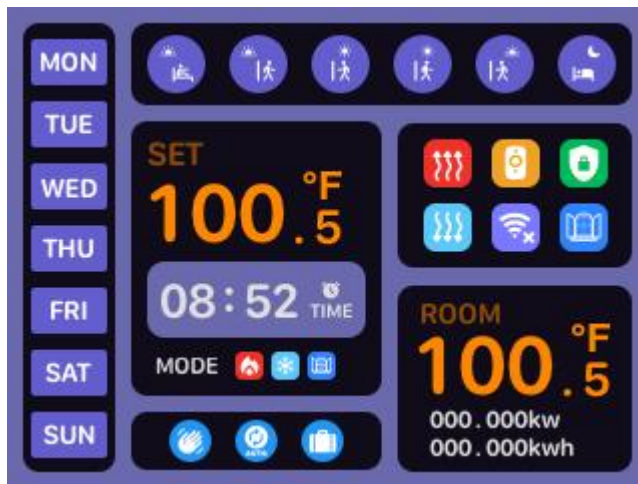 MON
TUE
WED
THU
FRI
SAT
SUN
SET
100.5 °F
08:52 TIME
MODE
ROOM
100.5 °F
000.000kw
000.000kwh